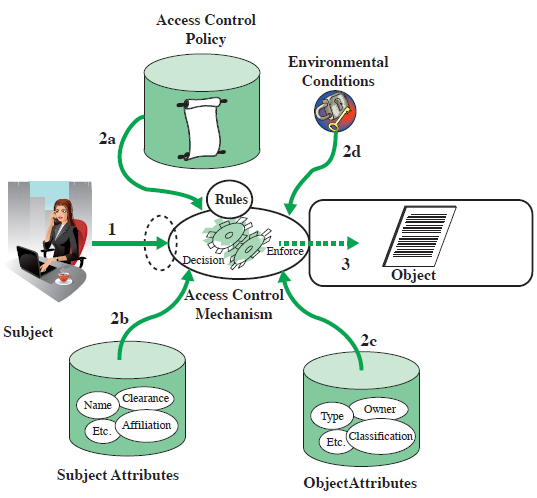 Access Control
Policy
Environmental
Conditions
2a
2d
Rules
1
Decision
Enforce
3
Object
Access Control
Mechanism
Subject
2b
2c
Name
Clearance
Etc.
Affiliation
Type
Owner
Etc.
Classification
Subject Attributes
ObjectAttributes